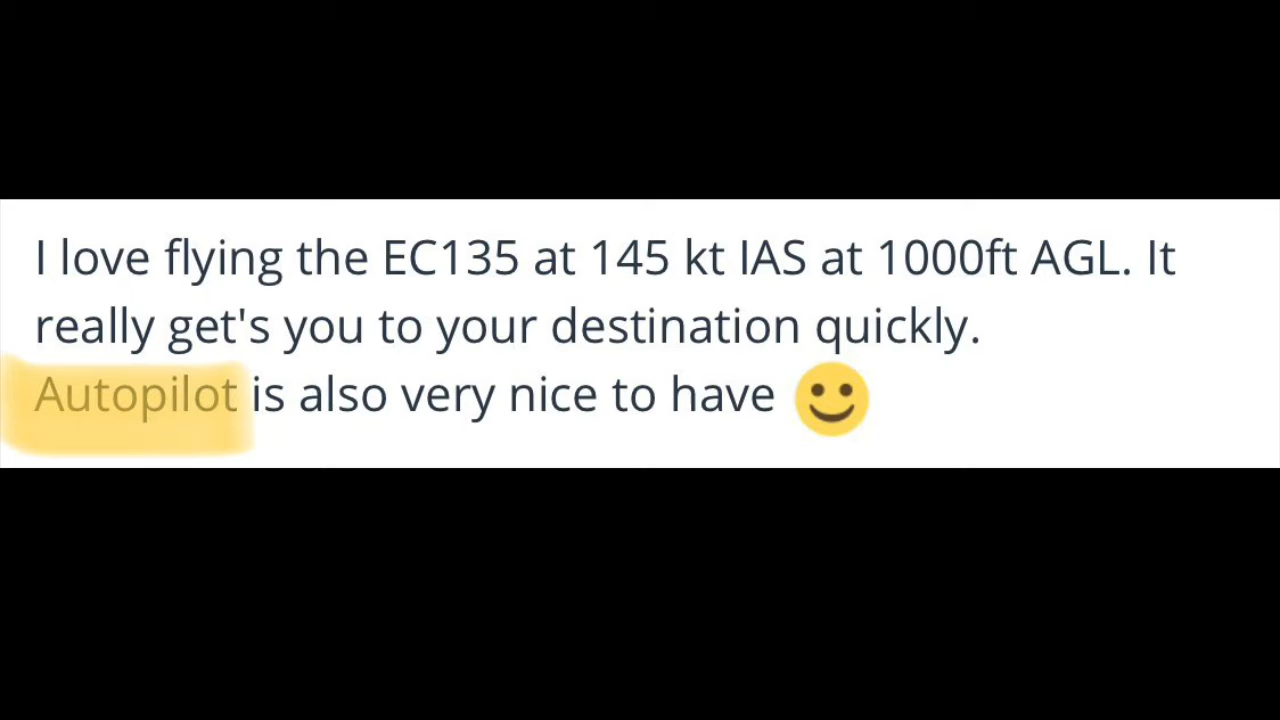 I love flying the EC135 at 145 kt IAS at 1000ft AGL. It
really get's you to your destination quickly.
Autopilot is also very nice to have 🙂